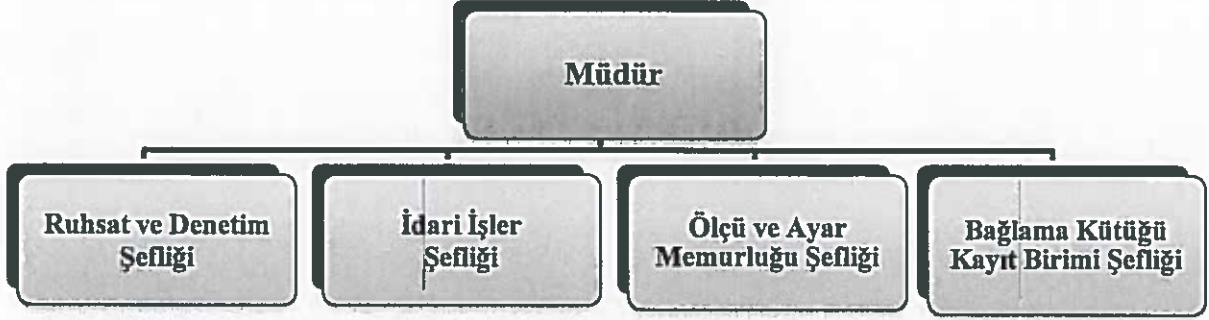 Müdür
Ruhsat ve Denetim
Şefliği
İdari İşler
Şefliği
Ölçü ve Ayar
Memurluğu Şefliği
Bağlama Kütüğü
Kayıt Birimi Şefliği